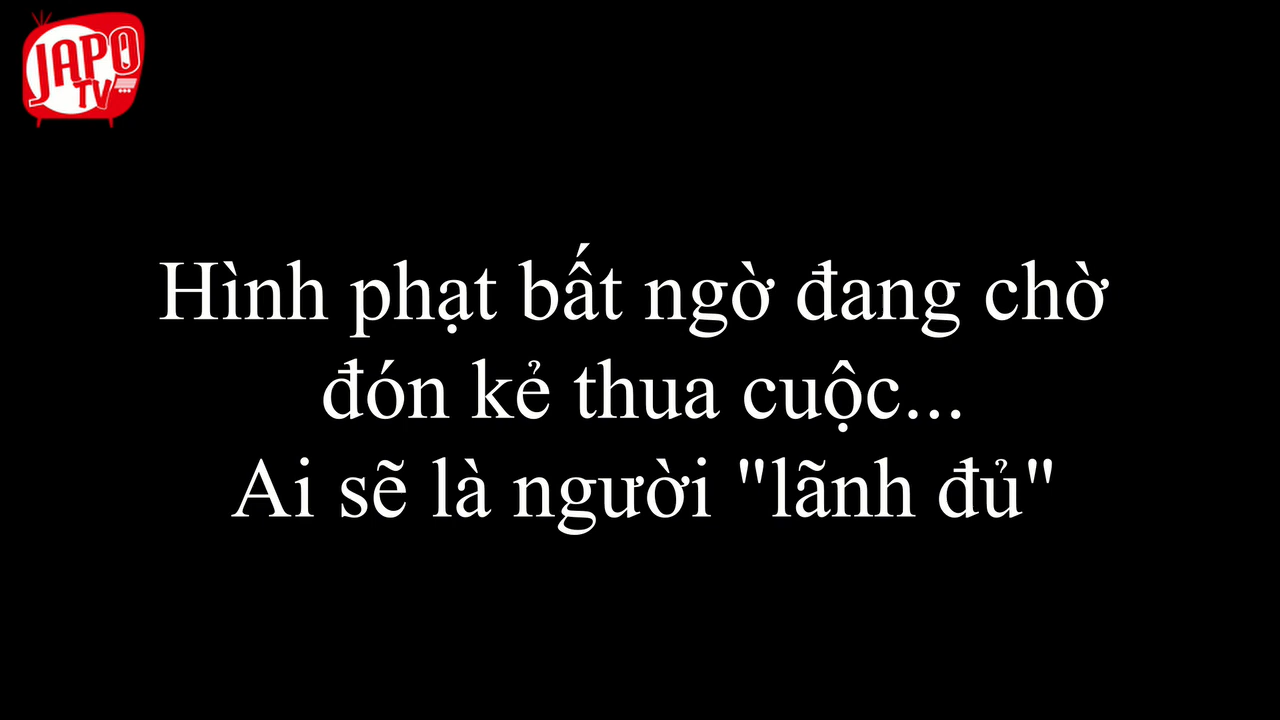 JAPO
TV
Hình phạt bất ngờ đang chờ
đón kẻ thua cuộc...
Ai sẽ là người "lãnh đủ"